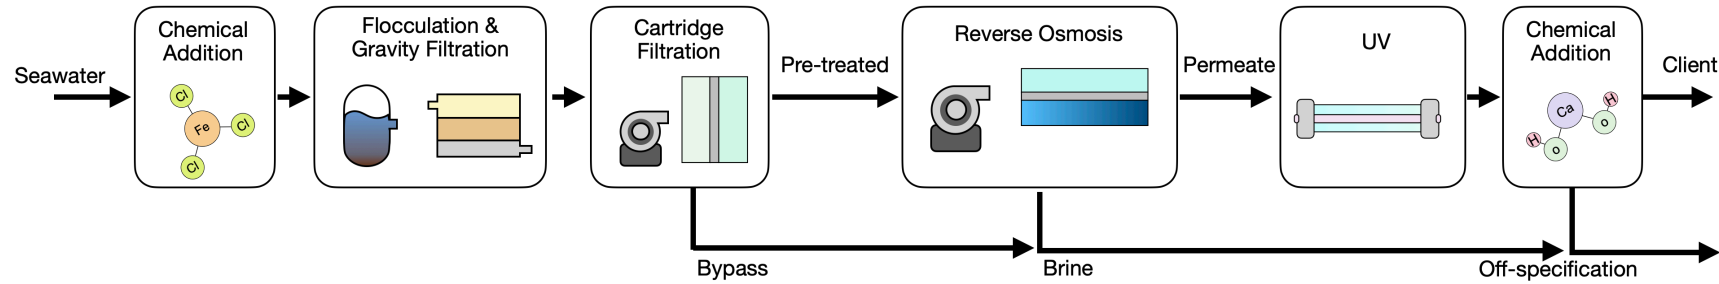 Seawater
Chemical
Addition
Cl
Fe
Cl
Cl
Flocculation &
Gravity Filtration
Cartridge
Filtration
Pre-treated
Reverse Osmosis
Permeate
UV
Chemical
Addition
Ca
H
o
H
o
Client
Bypass
Brine
Off-specification